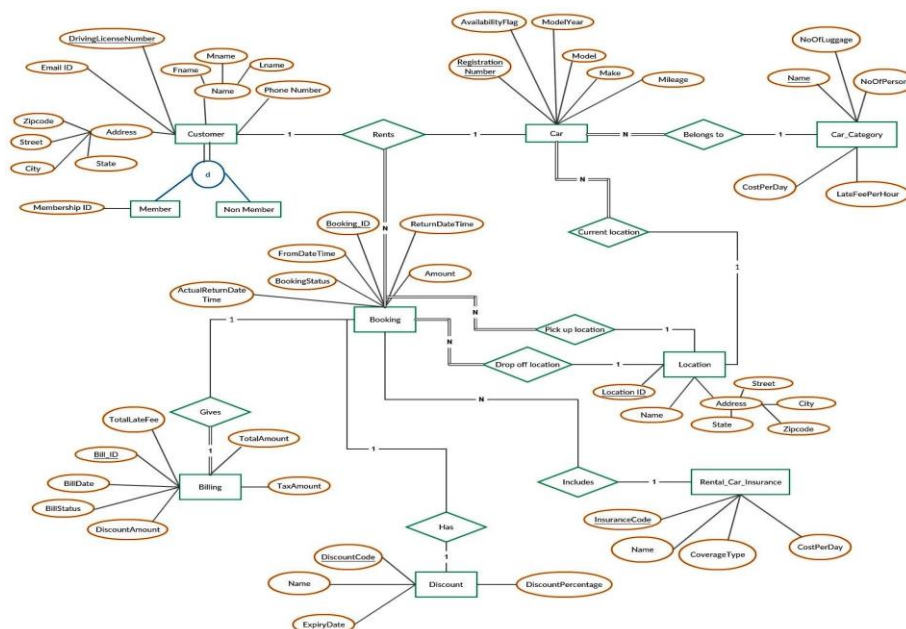 AvailabilityFlag
ModelYear
DrivingLicenseNumber
NoOfLuggage
Mname
Model
Email ID
Fname
Lname
Registration
Number
Make
Name
NoOfPerson
Name
Phone Number
Mileage
Zipcode
Address
Customer
1
Rents
1
Car
N
Belongs to
1
Car_Category
Street
City
State
d
CostPerDay
LateFeePerHour
N
Membership ID
Member
Non Member
Booking_ID
ReturnDateTime
N
Current location
FromDateTime
BookingStatus
Amount
1
ActualReturnDate
Time
1
Booking
N
Pick up location
1
N
Drop off location
1
Location
Street
Location ID
Address
City
Name
State
Zipcode
Gives
N
TotalLateFee
1
TotalAmount
Bill_ID
1
BillDate
Billing
TaxAmount
Includes
1
Rental_Car_Insurance
BillStatus
DiscountAmount
Has
InsuranceCode
Name
CoverageType
CostPerDay
1
DiscountCode
Name
Discount
DiscountPercentage
ExpiryDate